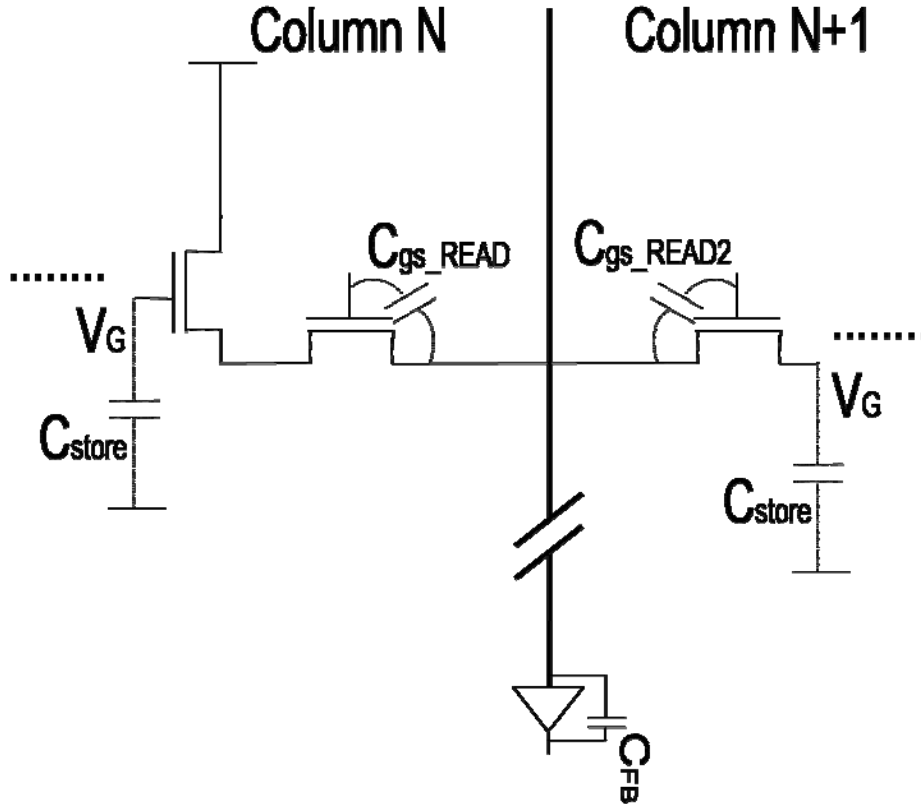 Column N
Column N+1
Cgs_READ
Cgs_READ2
VG
Cstore
VG
Cstore
CFB